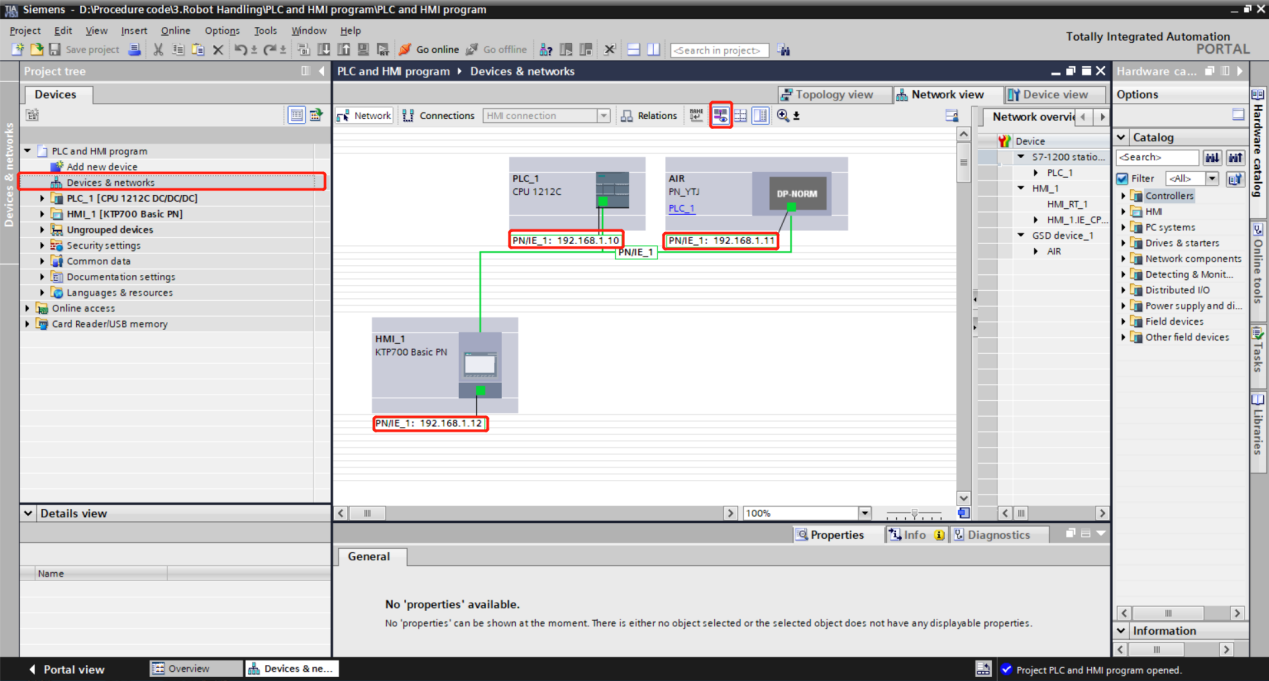 Siemens - D:\Procedure code\3.Robot Handling\PLC and HMI program\PLC and HMI program
Project Edit View Insert Online Options Tools Window Help
Totally Integrated Automation
PORTAL
Save project
Go online
Go offline
<Search in project>
Project tree
PLC and HMI program
Devices & networks
Hardware ca...
Devices
Topology view
Network view
Device view
Options
Network
Connections
HMI connection
Relations
Network overvi
Devices & networks
PLC and HMI program
Add new device
Devices & networks
PLC_1 [CPU 1212C DC/DC/DC]
HMI_1 [KTP700 Basic PN]
Ungrouped devices
Security settings
Common data
Documentation settings
Languages & resources
Online access
Card Reader/USB memory
PLC_1
CPU 1212C
AIR
PN_YTJ
PLC_1
DP-NORM
PN/IE_1: 192.168.1.10
PN/IE_1: 192.168.1.11
PN/IE_1
HMI_1
KTP700 Basic PN
PN/IE_1: 192.168.1.12
Device
S7-1200 statio...
PLC_1
HMI_1
HMI_RT_1
HMI_1.IE_CP...
GSD device_1
AIR
Catalog
<Search>
Filter
<All>
Controllers
HMI
PC systems
Drives & starters
Network components
Detecting & Monit...
Distributed I/O
Power supply and di...
Field devices
Other field devices
Hardware catalog
Online tools
Tasks
Libraries
100%
Details view
Name
Properties
Info
Diagnostics
General
No 'properties' available.
No 'properties' can be shown at the moment. There is either no object selected or the selected object does not have any displayable properties.
Information
Portal view
Overview
Devices & ne...
Project PLC and HMI program opened.